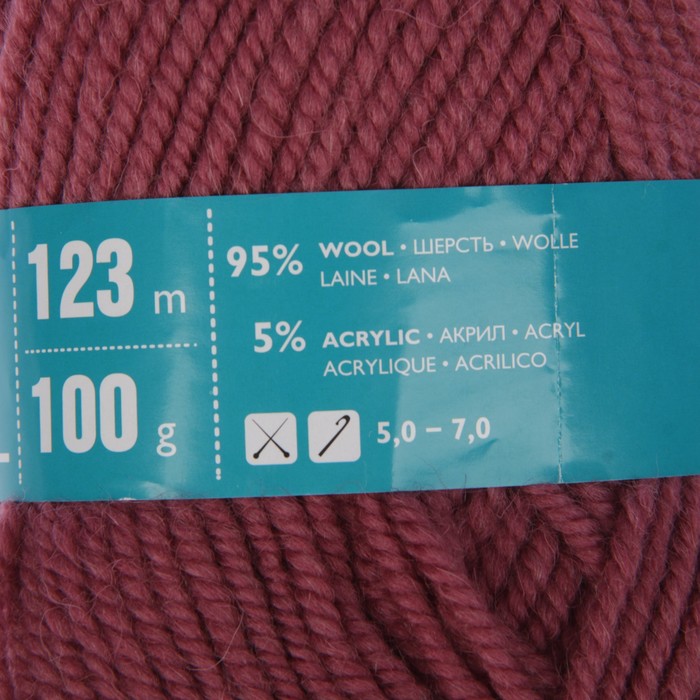 123 m
100 g
95% WOOL • ШЕРСТЬ • WOLLE
LAINE • LANA
5% ACRYLIC • АКРИЛ • ACRYL
ACRYLIQUE • ACRILICO
5,0 – 7,0